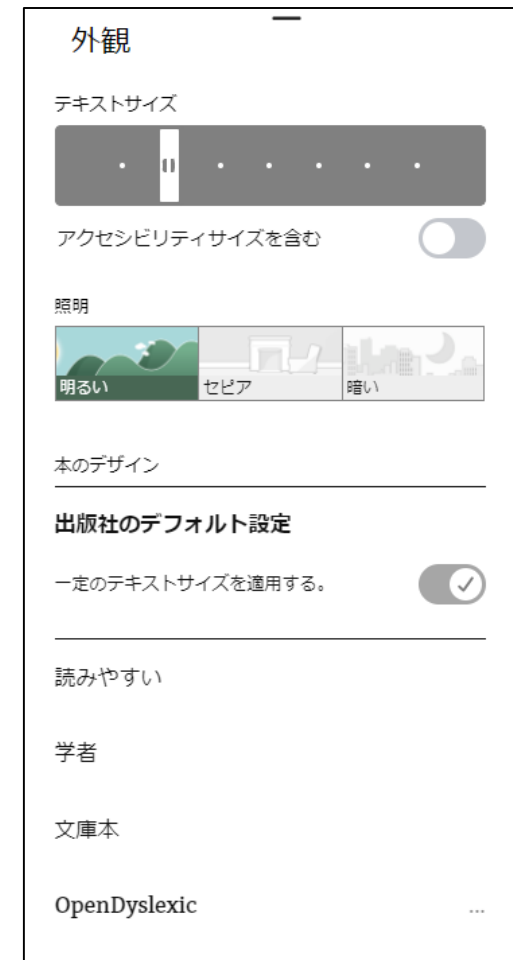 外観
テキストサイズ
アクセシビリティサイズを含む
照明
明るい
セピア
暗い
本のデザイン
出版社のデフォルト設定
一定のテキストサイズを適用する。
読みやすい
学者
文庫本
OpenDyslexic
...